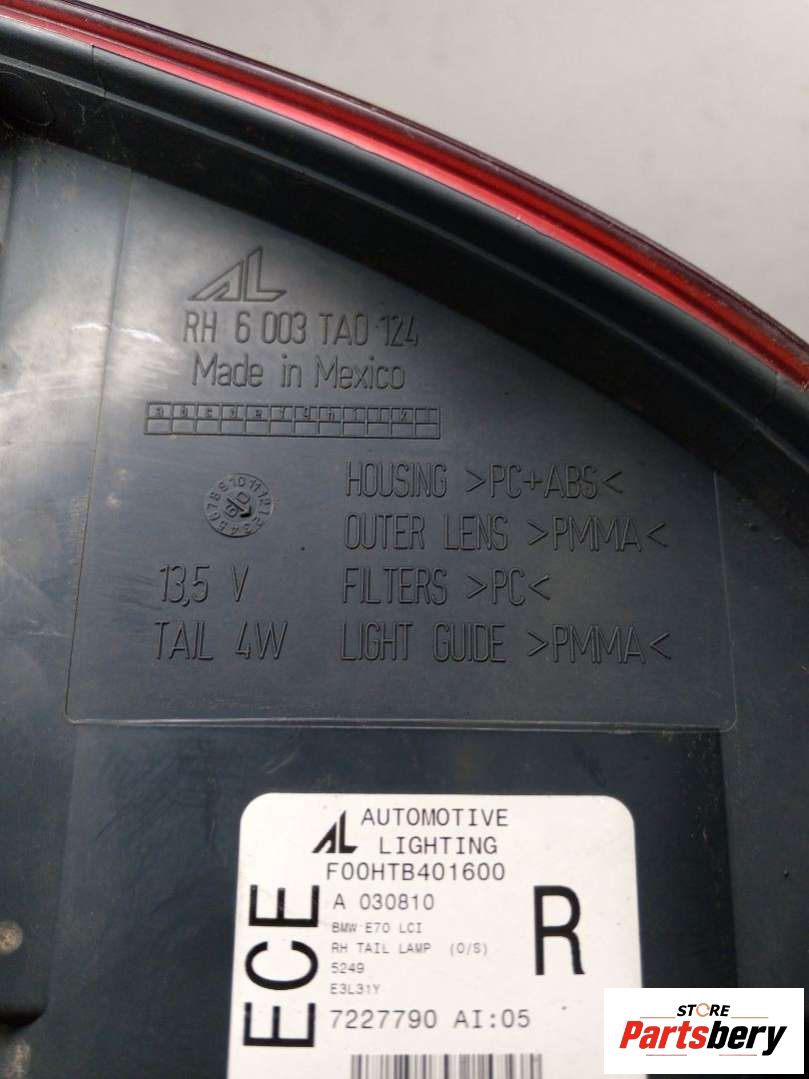 AL
RH 6 003 TA0 124
Made in Mexico
HOUSING >PC+ABS<
OUTER LENS >PMMA<
13,5 V FILTERS >PC<
TAIL 4W LIGHT GUIDE >PMMA<
AL AUTOMOTIVE
LIGHTING
F00HTB401600
A 030810
BMW E70 LCI
RH TAIL LAMP (O/S)
5249
E3L31Y
7227790 AI:05
ECE
R
STORE
Partsbery